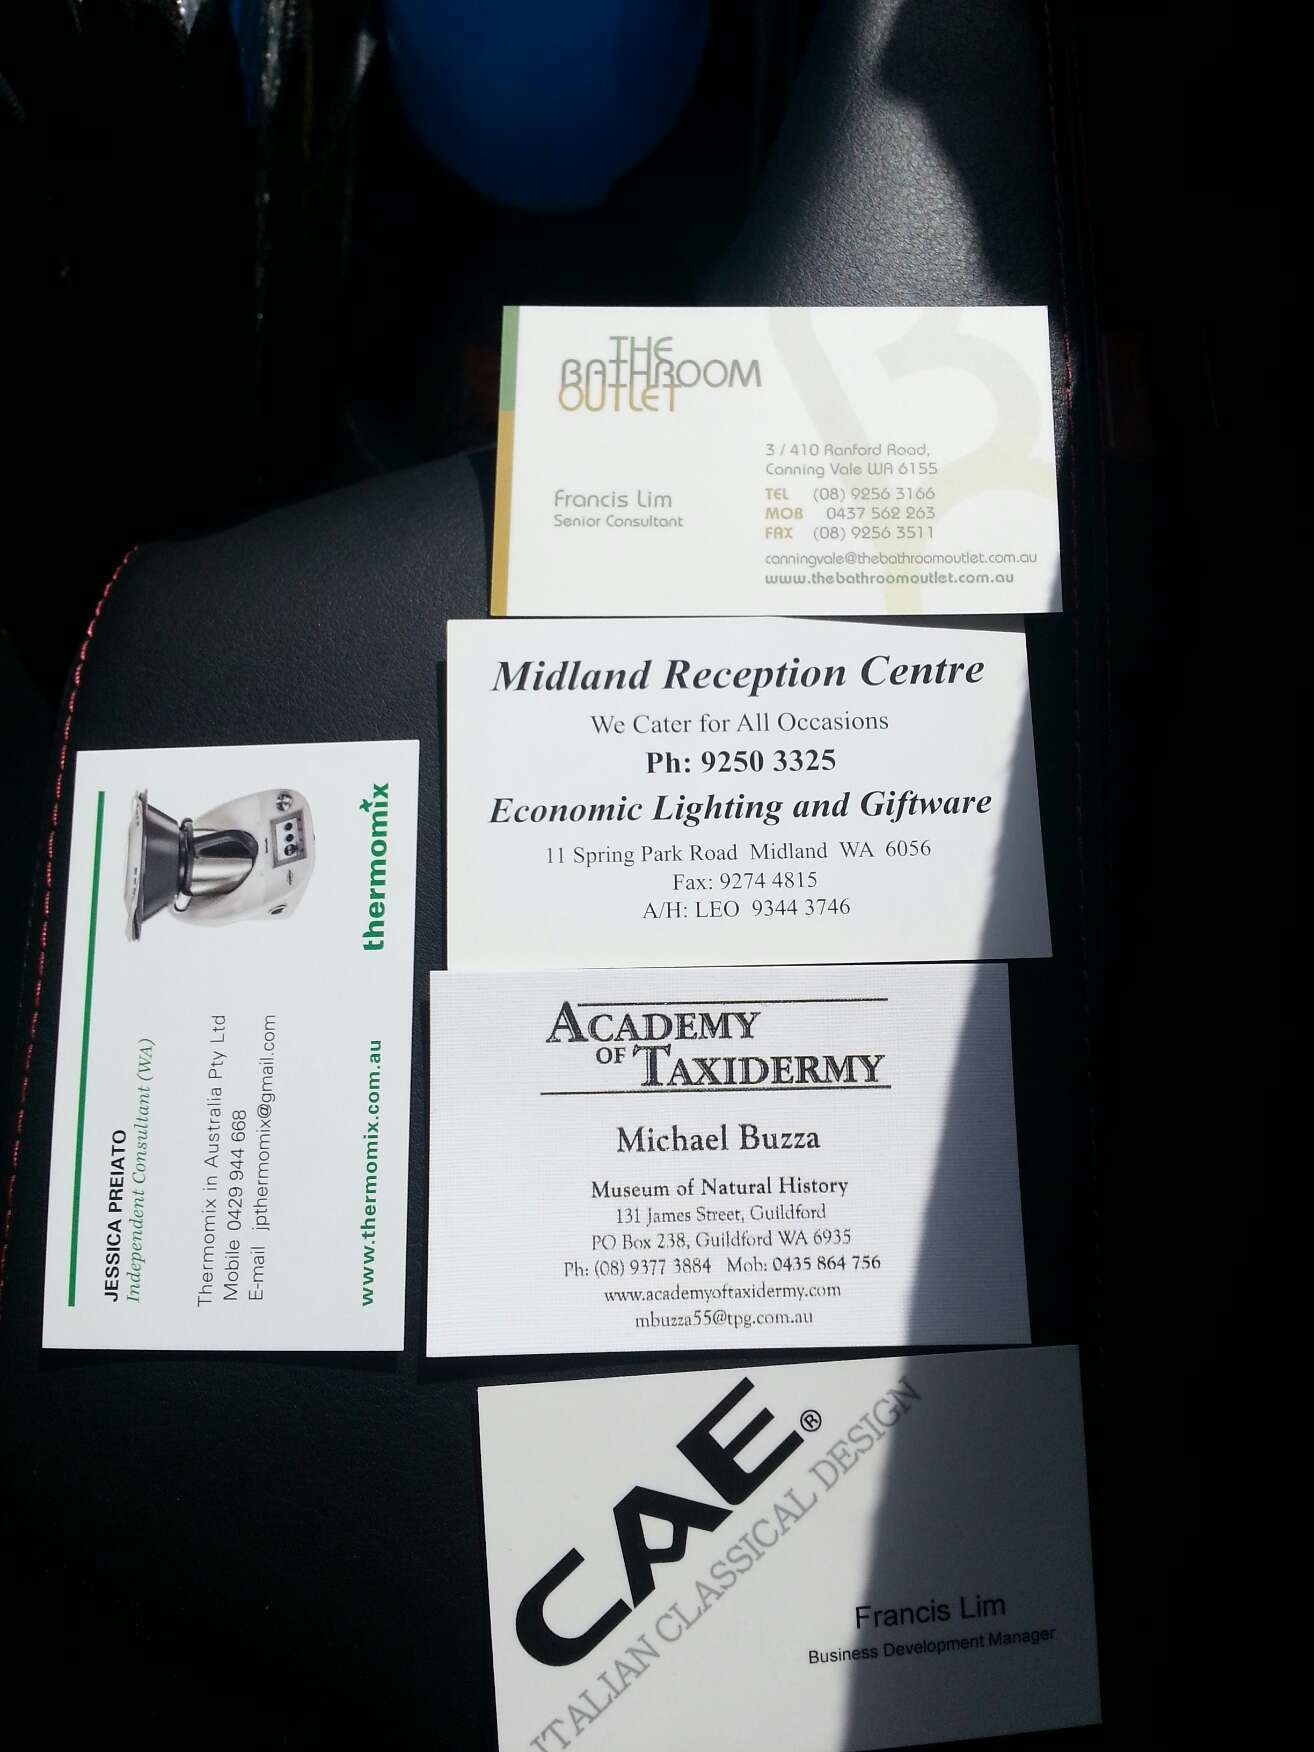 THE
BATHROOM
OUTLET
Francis Lim
Senior Consultant
3 / 410 Ranford Road,
Canning Vale WA 6155
TEL (08) 9256 3166
MOB 0437 562 263
FAX (08) 9256 3511
canningvale@thebathroomoutlet.com.au
www.thebathroomoutlet.com.au
Midland Reception Centre
We Cater for All Occasions
Ph: 9250 3325
Economic Lighting and Giftware
11 Spring Park Road Midland WA 6056
Fax: 9274 4815
A/H: LEO 9344 3746
JESSICA PREIATO
Independent Consultant (WA)
Thermomix in Australia Pty Ltd
Mobile 0429 944 668
E-mail jpthermomix@gmail.com
www.thermomix.com.au
thermomix
ACADEMY
OF TAXIDERMY
Michael Buzza
Museum of Natural History
131 James Street, Guildford
PO Box 238, Guildford WA 6935
Ph: (08) 9377 3884 Mob: 0435 864 756
www.academyoftaxidermy.com
mbuzza55@tpg.com.au
CAE®
ITALIAN CLASSICAL DESIGN
Francis Lim
Business Development Manager